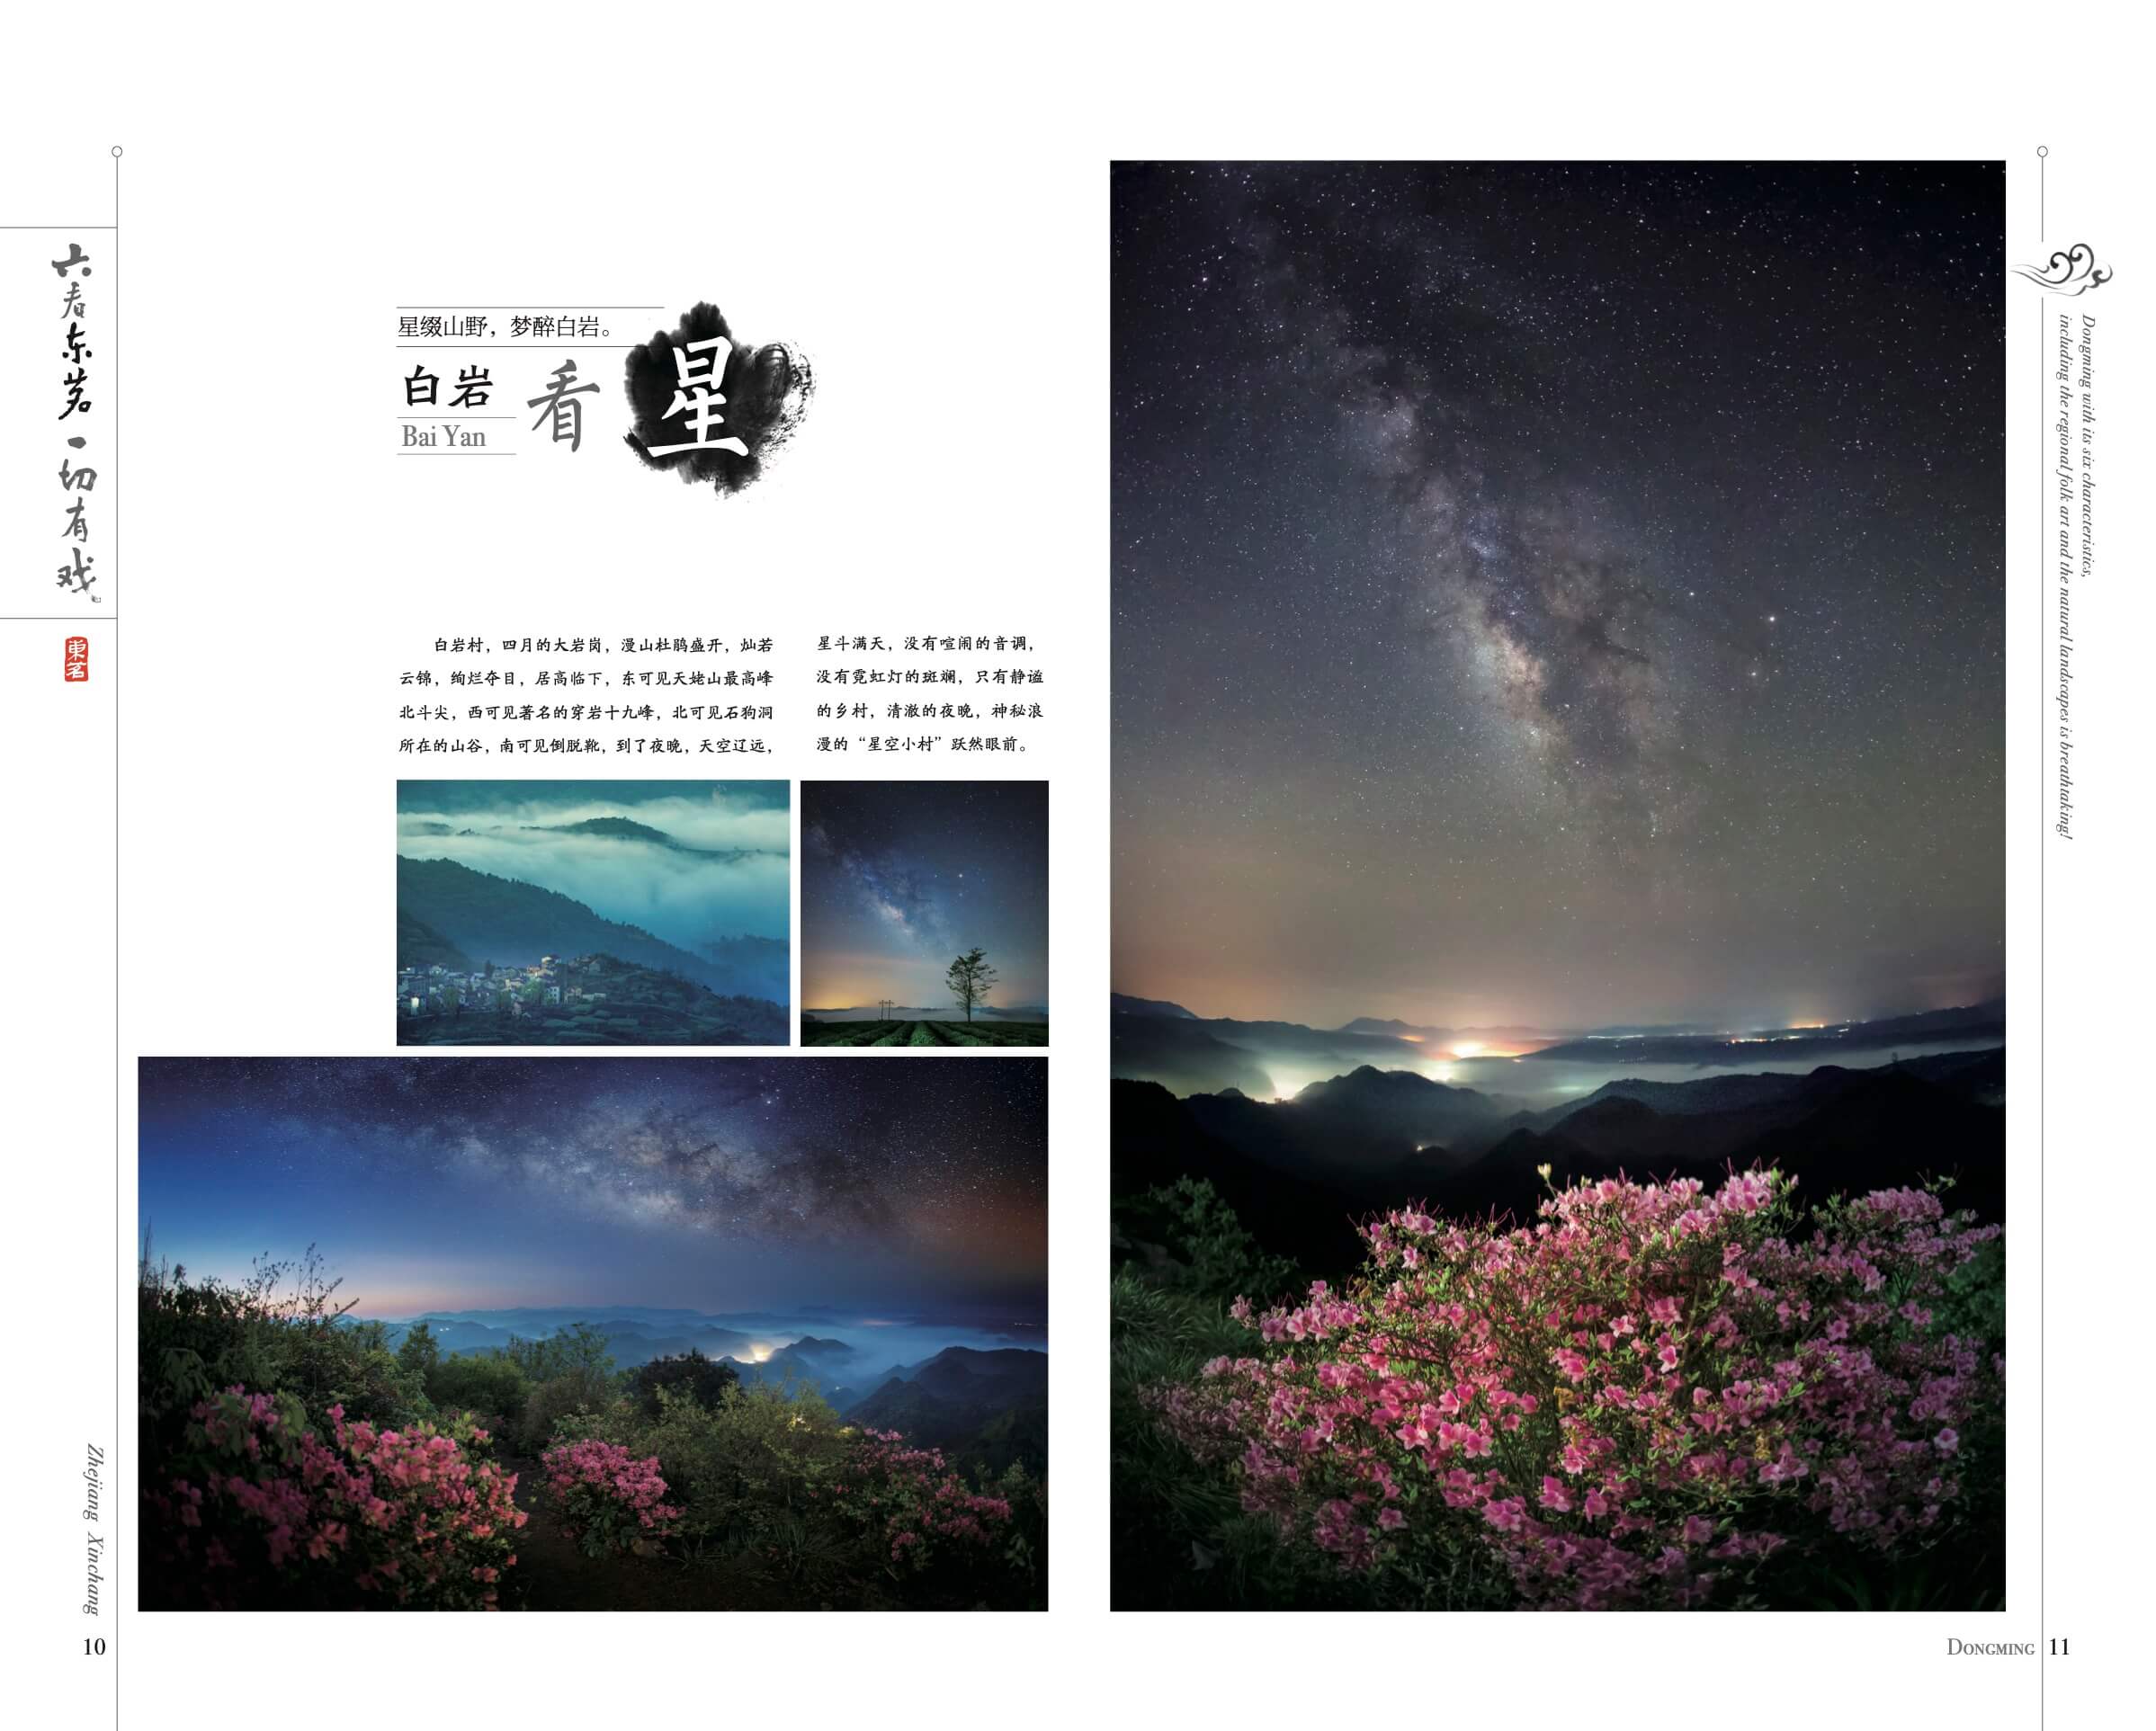 六看东茗 一切有戏
東茗
星缀山野，梦醉白岩。
白岩 看 星
Bai Yan
白岩村，四月的大岩岗，漫山杜鹃盛开，灿若
云锦，绚烂夺目，居高临下，东可见天姥山最高峰
北斗尖，西可见著名的穿岩十九峰，北可见石狗洞
所在的山谷，南可见倒脱靴，到了夜晚，天空辽远，
星斗满天，没有喧闹的音调，
没有霓虹灯的斑斓，只有静谧
的乡村，清澈的夜晚，神秘浪
漫的“星空小村”跃然眼前。
Zhejiang Xinchang
10
Dongming with its six characteristics,
including the regional folk art and the natural landscapes is breathtaking!
DONGMING 11